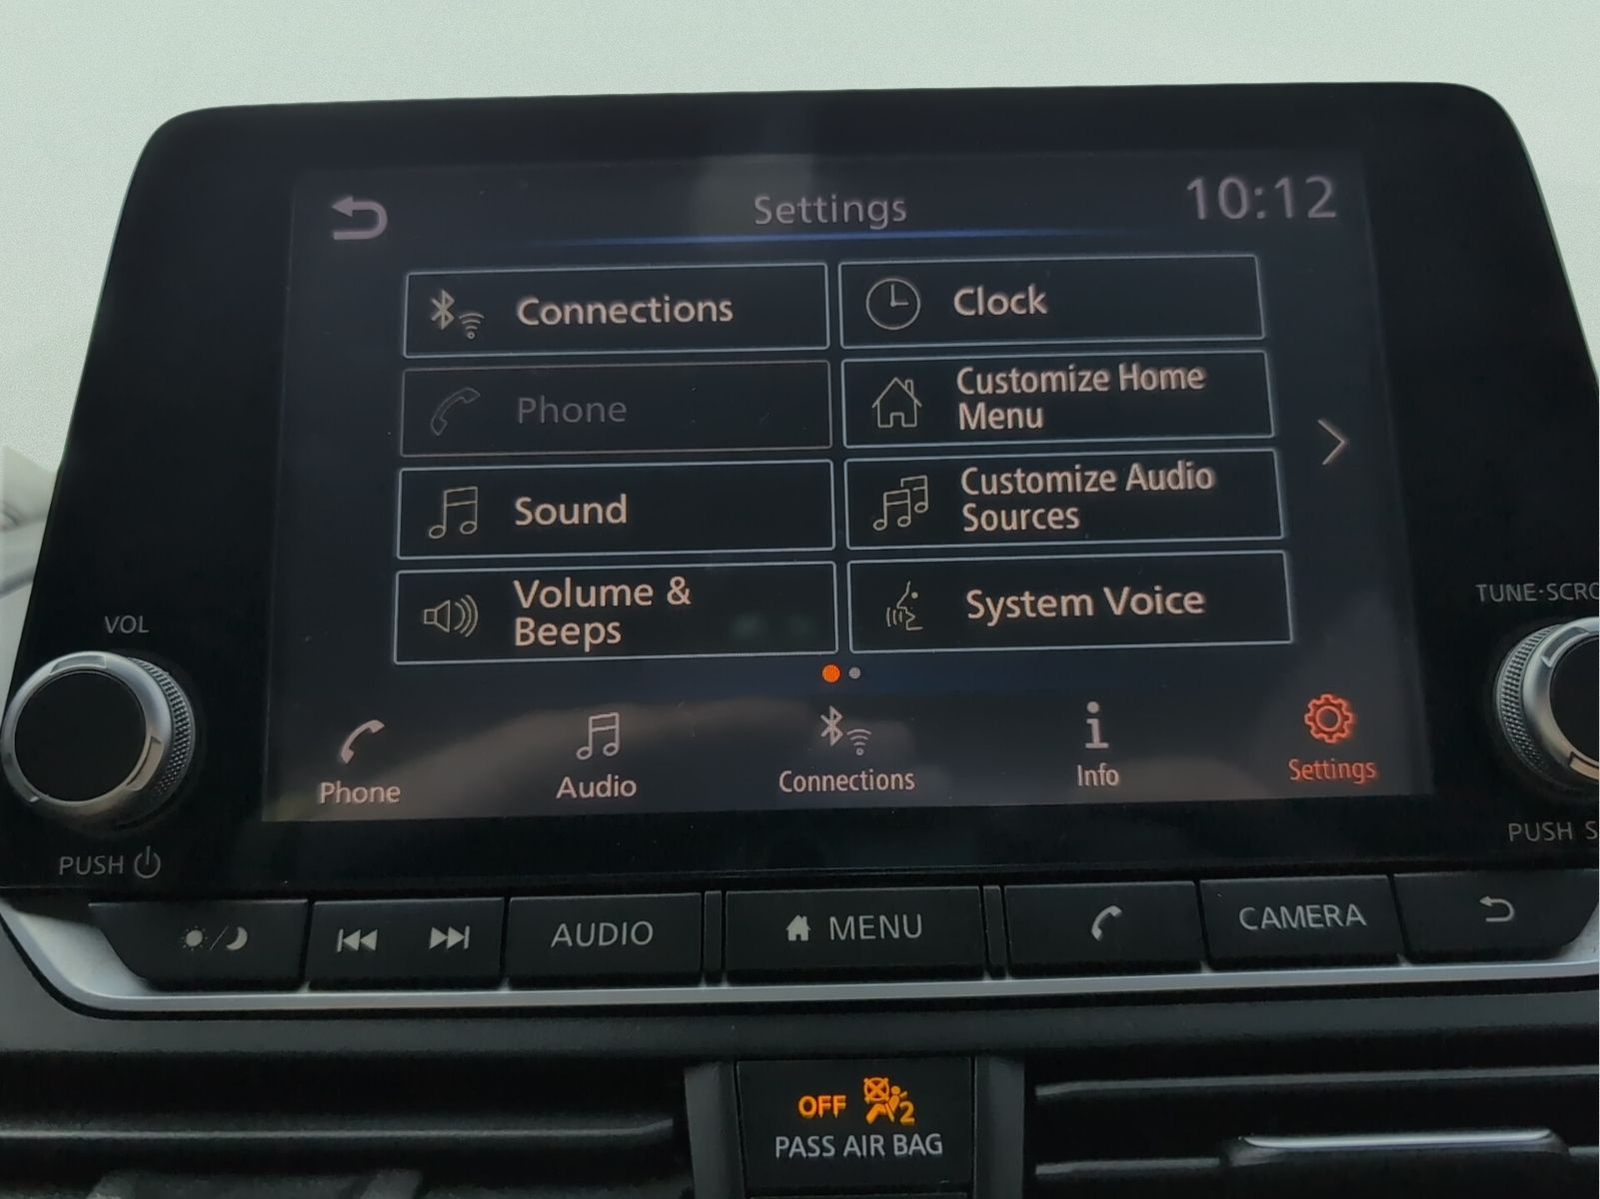 Settings
10:12
Connections
Clock
Phone
Customize Home
Menu
Sound
Customize Audio
Sources
Volume &
Beeps
System Voice
Phone
Audio
Connections
Info
Settings
VOL
PUSH
TUNE·SCRO
PUSH S
AUDIO
MENU
CAMERA
OFF
2
PASS AIR BAG